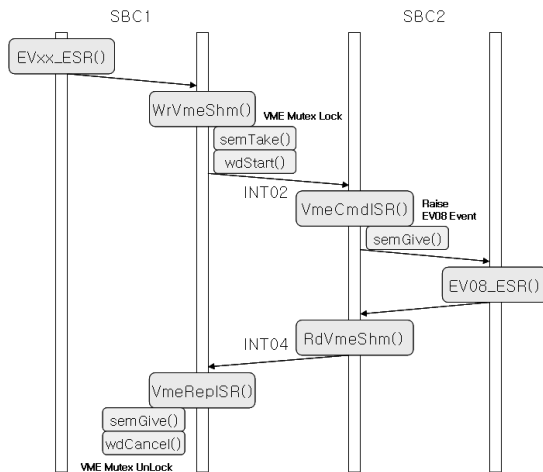 SBC1
SBC2
EVxx_ESR()
WrVmeShm()
VME Mutex Lock
semTake()
wdStart()
INT02
VmeCmdISR()
Raise
EV08 Event
semGive()
EV08_ESR()
RdVmeShm()
INT04
VmeRepISR()
semGive()
wdCancel()
VME Mutex UnLock